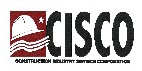 CISCO
CONSTRUCTION INDUSTRY SERVICE CORPORATION